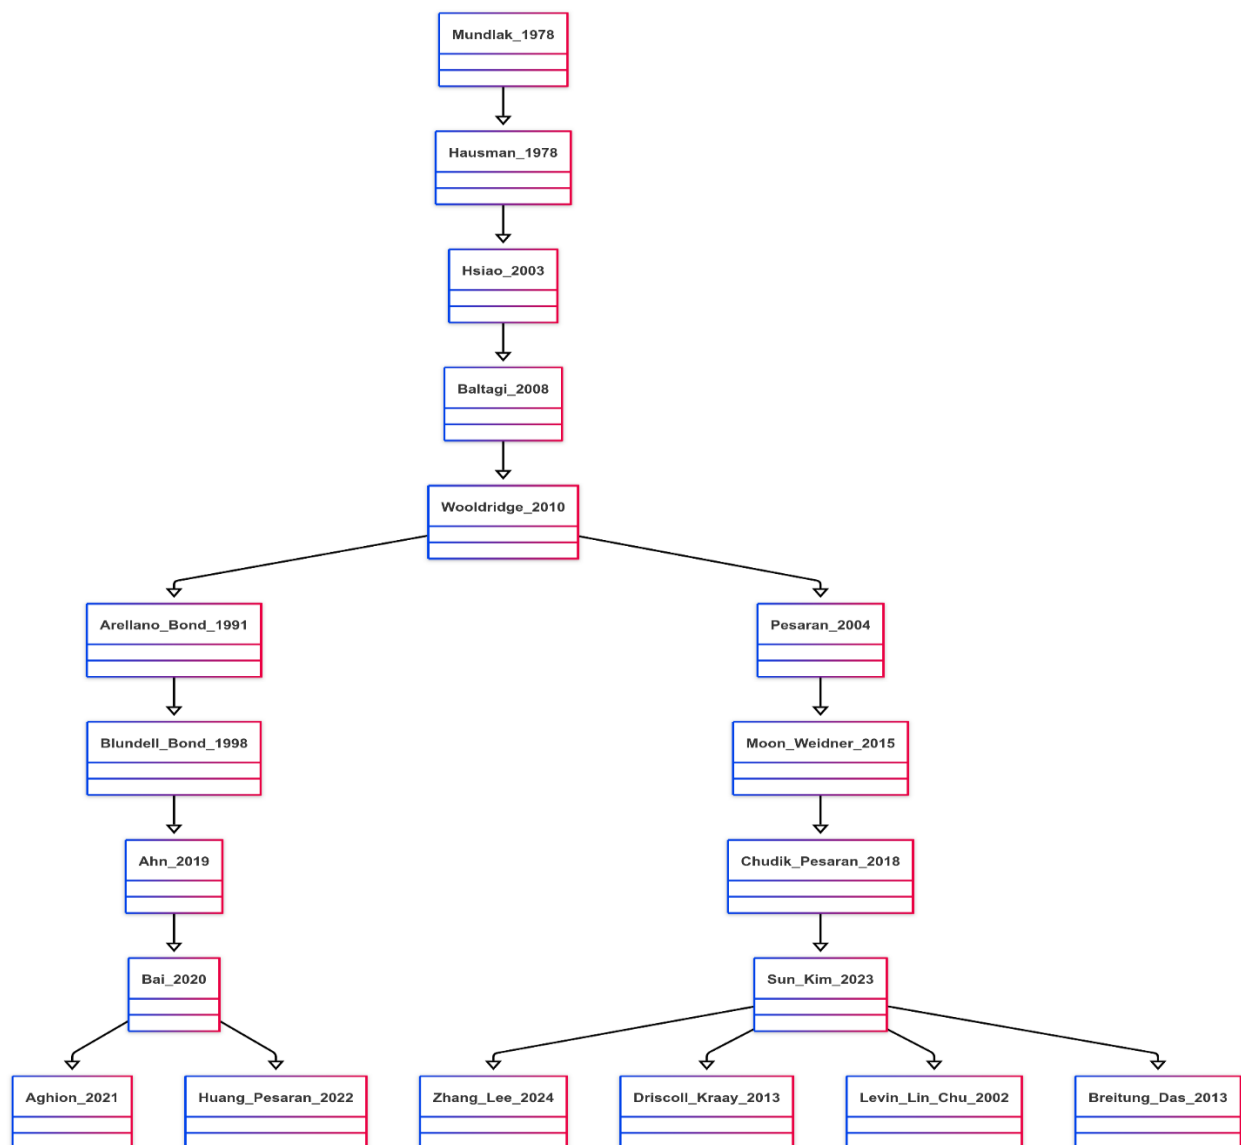 Mundlak_1978
Hausman_1978
Hsiao_2003
Baltagi_2008
Wooldridge_2010
Arellano_Bond_1991
Pesaran_2004
Blundell_Bond_1998
Moon_Weidner_2015
Ahn_2019
Chudik_Pesaran_2018
Bai_2020
Sun_Kim_2023
Aghion_2021
Huang_Pesaran_2022
Zhang_Lee_2024
Driscoll_Kraay_2013
Levin_Lin_Chu_2002
Breitung_Das_2013